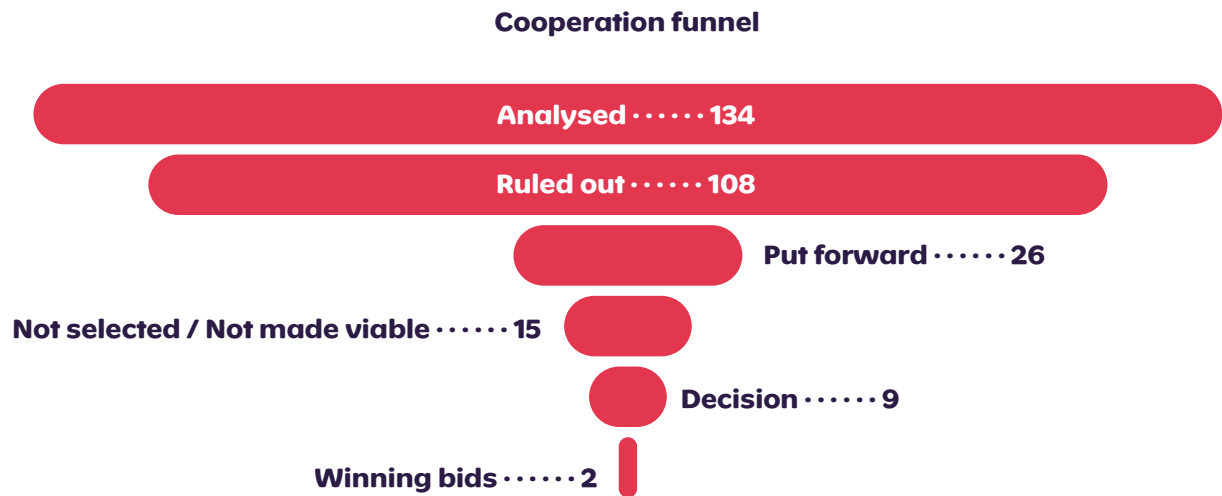 Cooperation funnel
Analysed ······ 134
Ruled out ······ 108
Put forward ······ 26
Not selected / Not made viable ······ 15
Decision ······ 9
Winning bids ······ 2